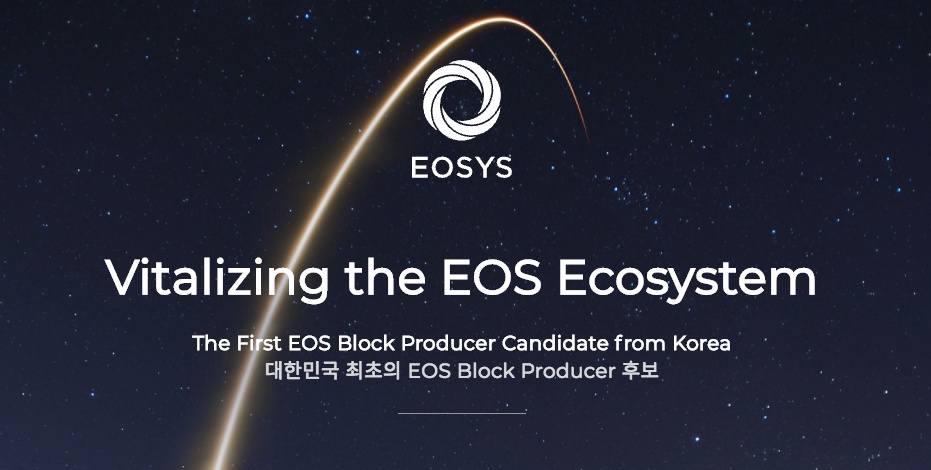 EOSYS
Vitalizing the EOS Ecosystem
The First EOS Block Producer Candidate from Korea
대한민국 최초의 EOS Block Producer 후보